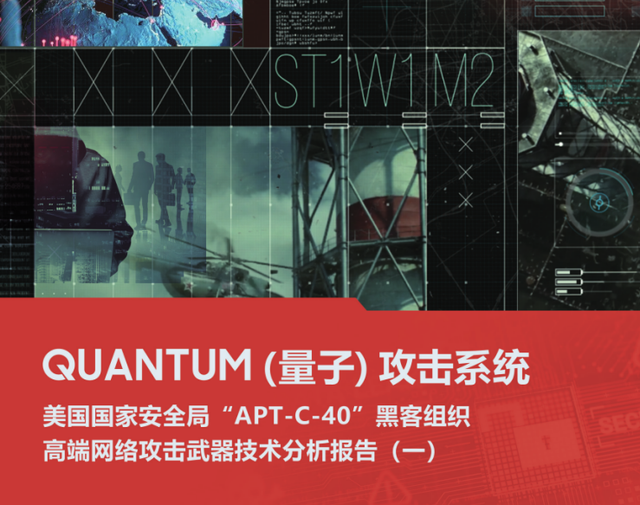 ST1W1M2
QUANTUM (量子) 攻击系统
美国国家安全局“APT-C-40”黑客组织
高端网络攻击武器技术分析报告（一）
SEC